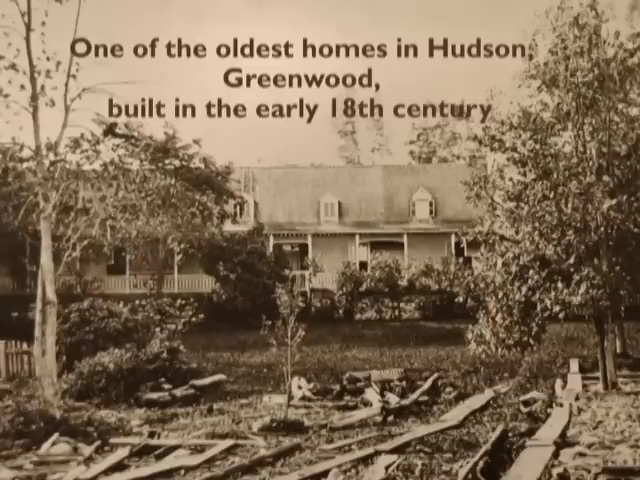 One of the oldest homes in Hudson,
Greenwood,
built in the early 18th century